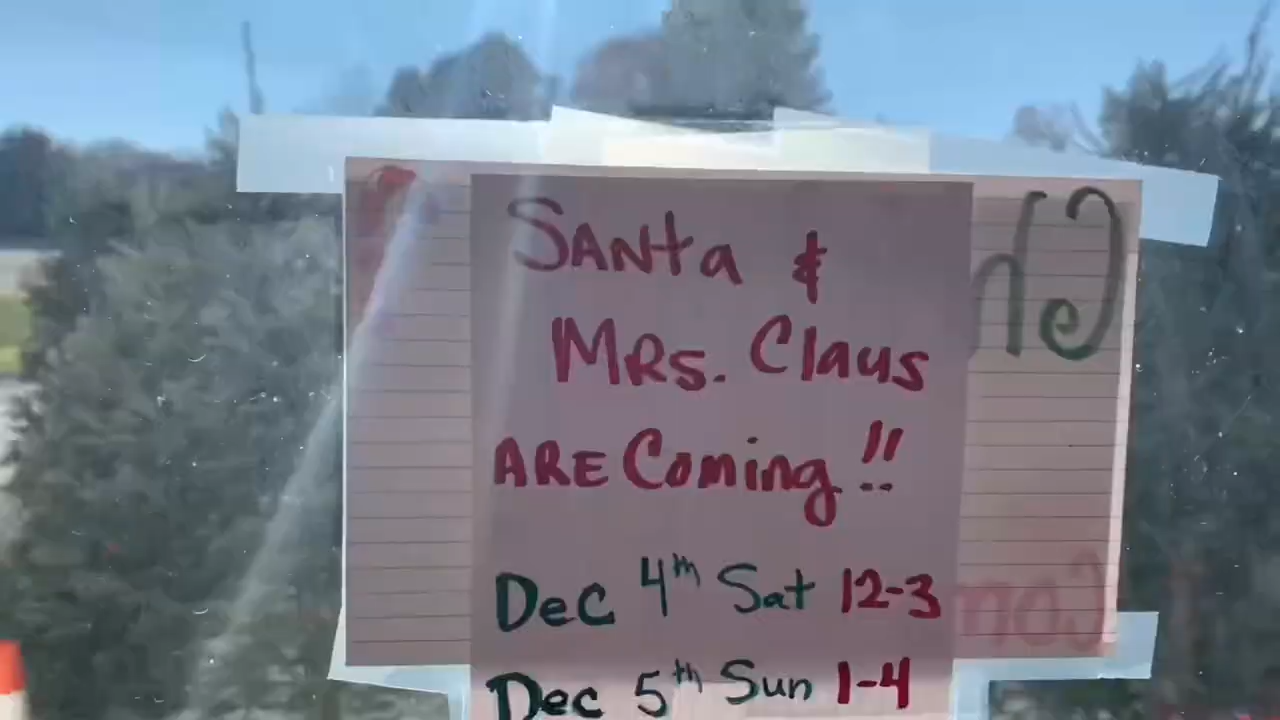 SANta &
MRS. Claus
ARE Coming!!
Dec 4th Sat 12-3
Dec 5th Sun 1-4